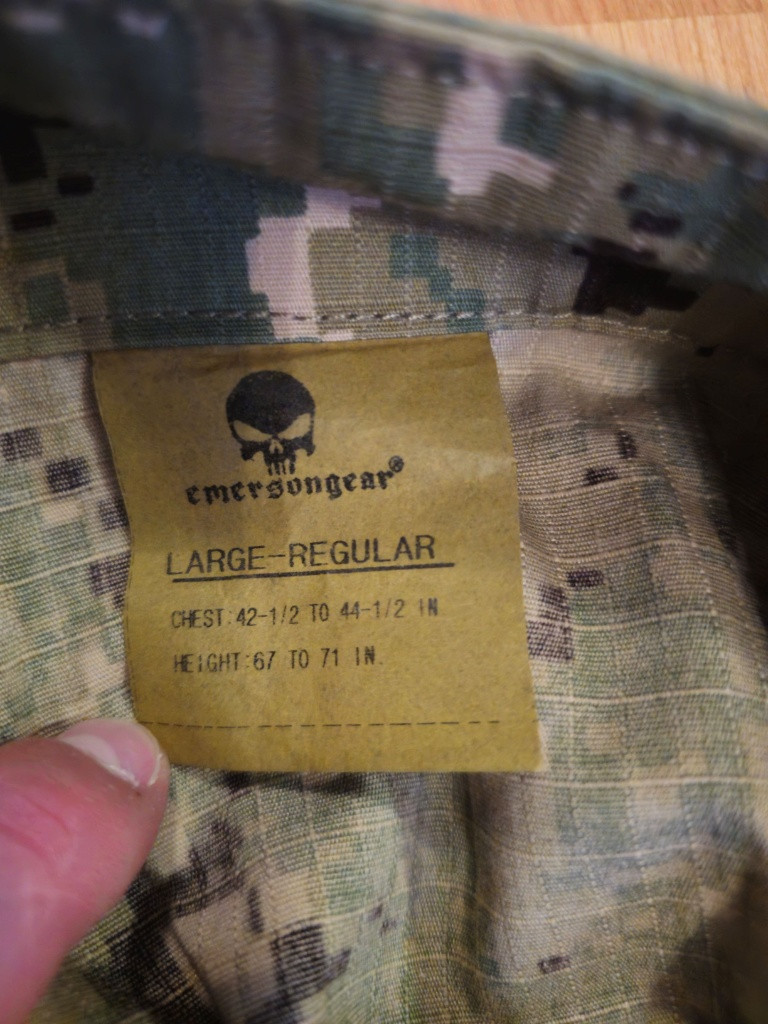 emersongear®
LARGE-REGULAR
CHEST:42-1/2 TO 44-1/2 IN
HEIGHT:67 TO 71 IN.